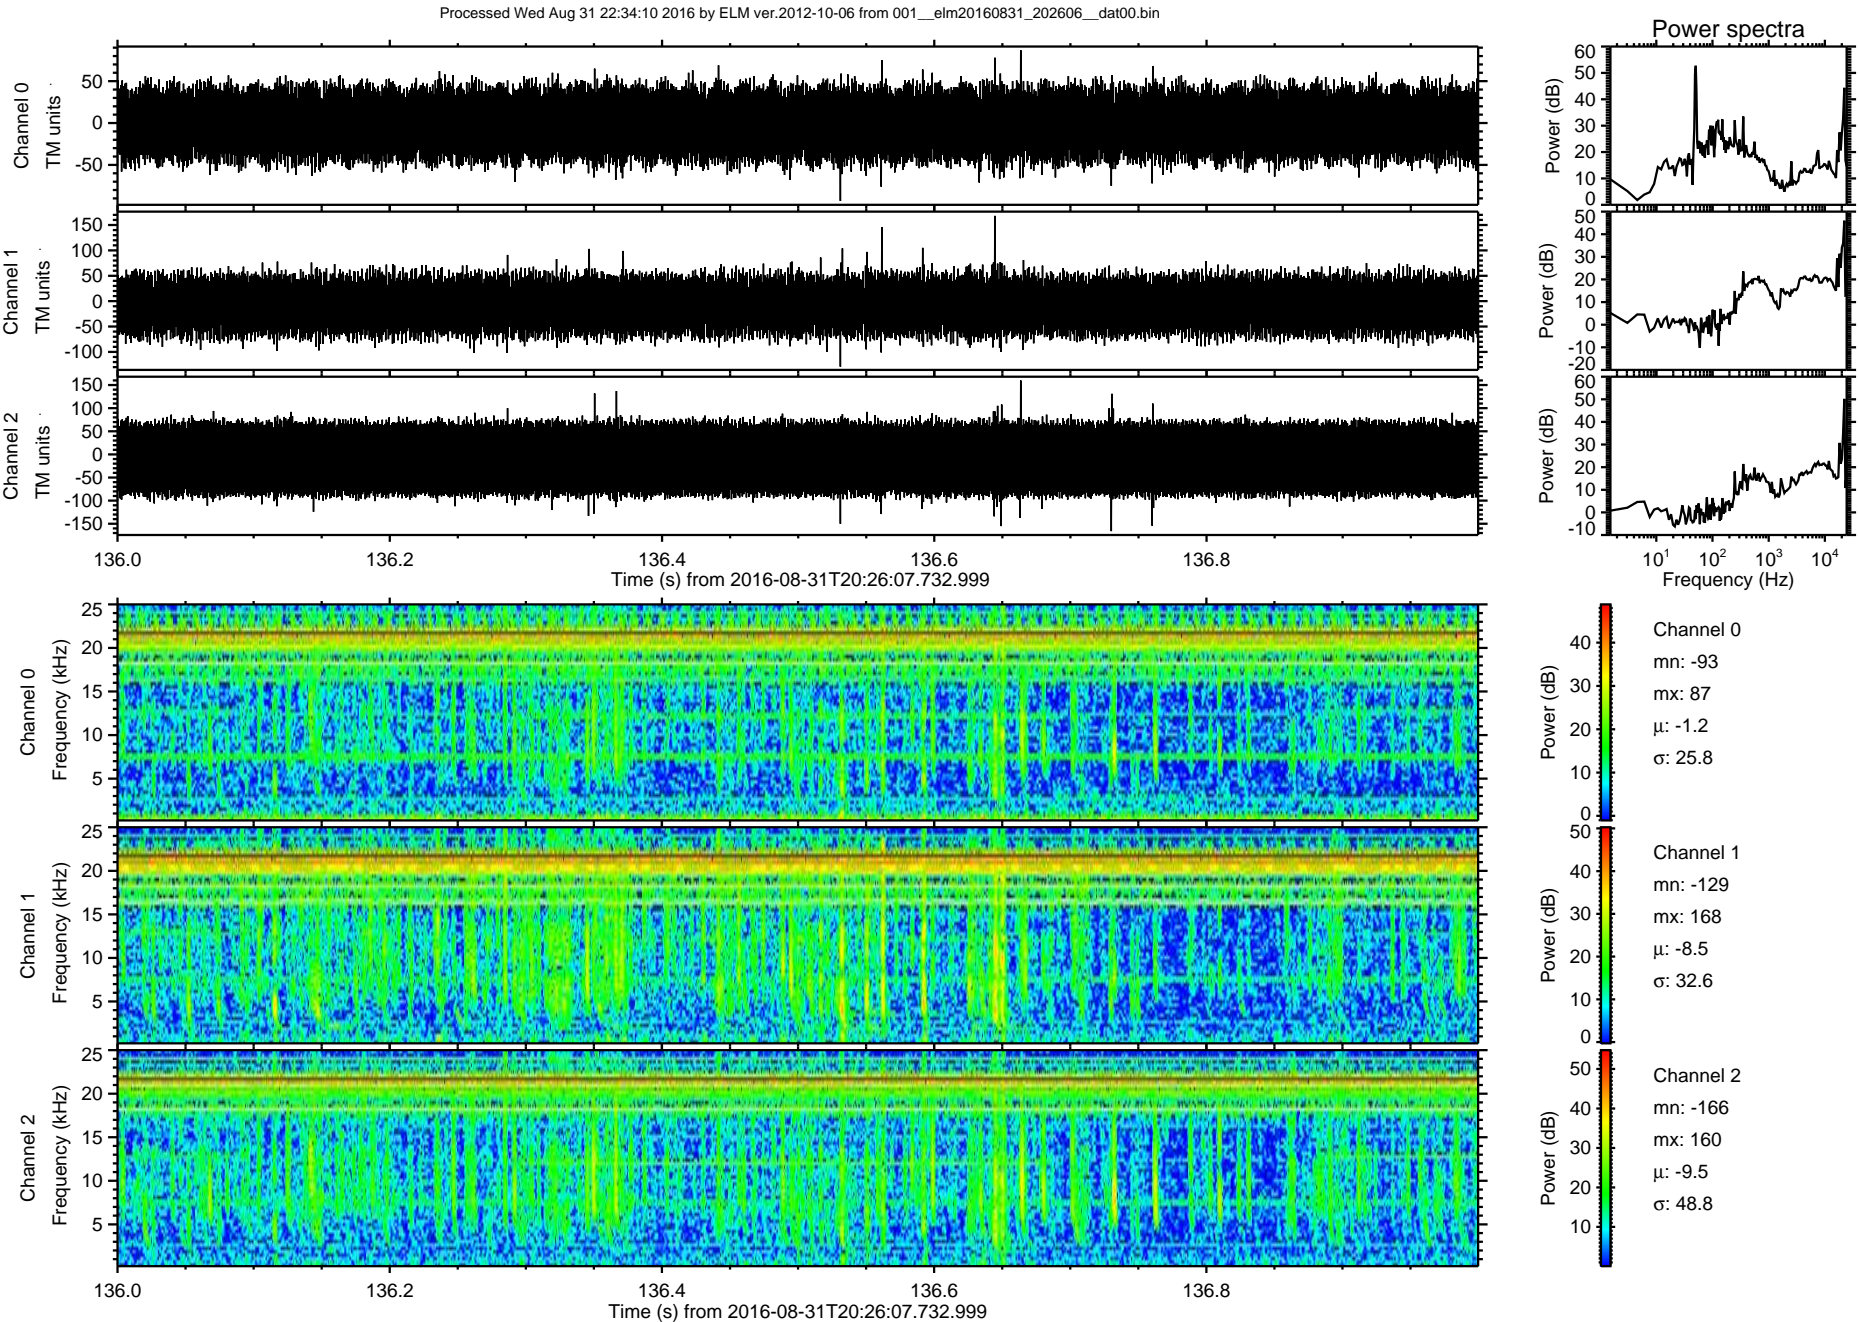 Processed Wed Aug 31 22:34:10 2016 by ELM ver.2012-10-06 from 001__elm20160831_202606__dat00.bin
Power spectra
Channel 0
TM units
50
0
-50
Power (dB)
60
50
40
30
20
10
0
Channel 1
TM units
150
100
50
0
-50
-100
Power (dB)
50
40
30
20
10
0
-10
-20
Channel 2
TM units
150
100
50
0
-50
-100
-150
Power (dB)
60
50
40
30
20
10
0
-10
136.0 136.2 136.4 136.6 136.8
Time (s) from 2016-08-31T20:26:07.732.999
10¹ 10² 10³ 10⁴
Frequency (Hz)
Channel 0
Frequency (kHz)
25
20
15
10
5
Power (dB)
40
30
20
10
0
Channel 0
mn: -93
mx: 87
μ: -1.2
σ: 25.8
Channel 1
Frequency (kHz)
25
20
15
10
5
Power (dB)
50
40
30
20
10
0
Channel 1
mn: -129
mx: 168
μ: -8.5
σ: 32.6
Channel 2
Frequency (kHz)
25
20
15
10
5
Power (dB)
50
40
30
20
10
Channel 2
mn: -166
mx: 160
μ: -9.5
σ: 48.8
136.0 136.2 136.4 136.6 136.8
Time (s) from 2016-08-31T20:26:07.732.999